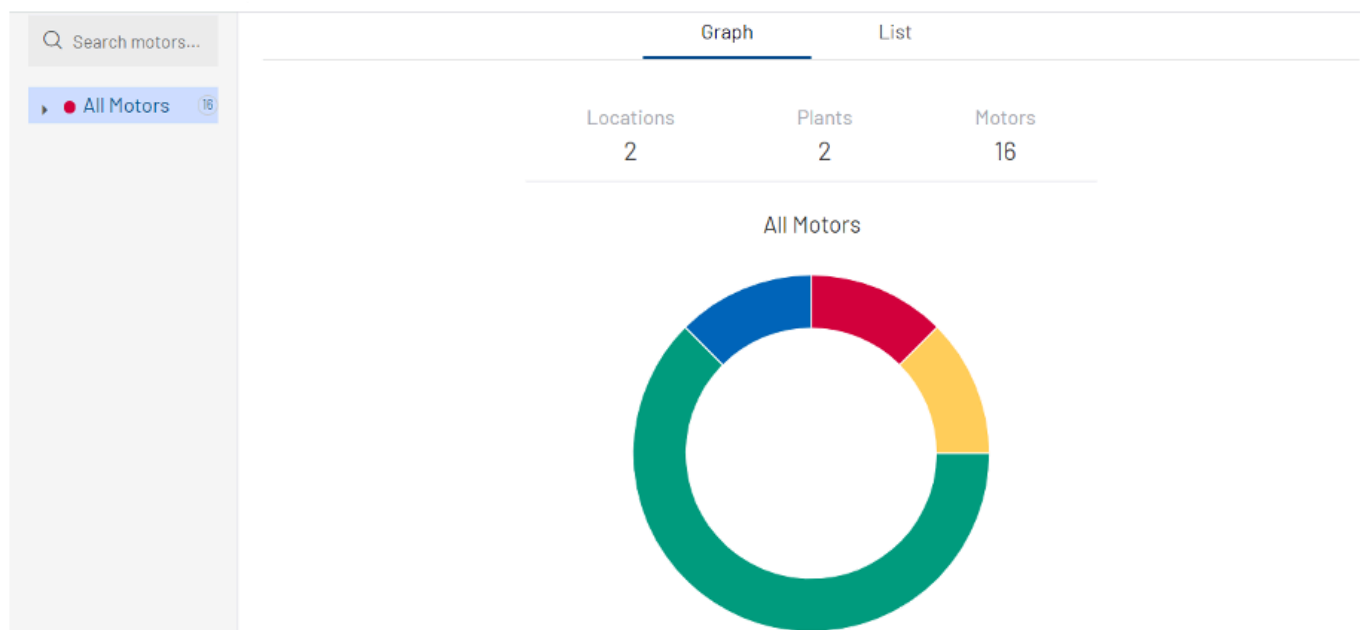 Search motors...
All Motors 16
Graph List
Locations Plants Motors
2 2 16
All Motors